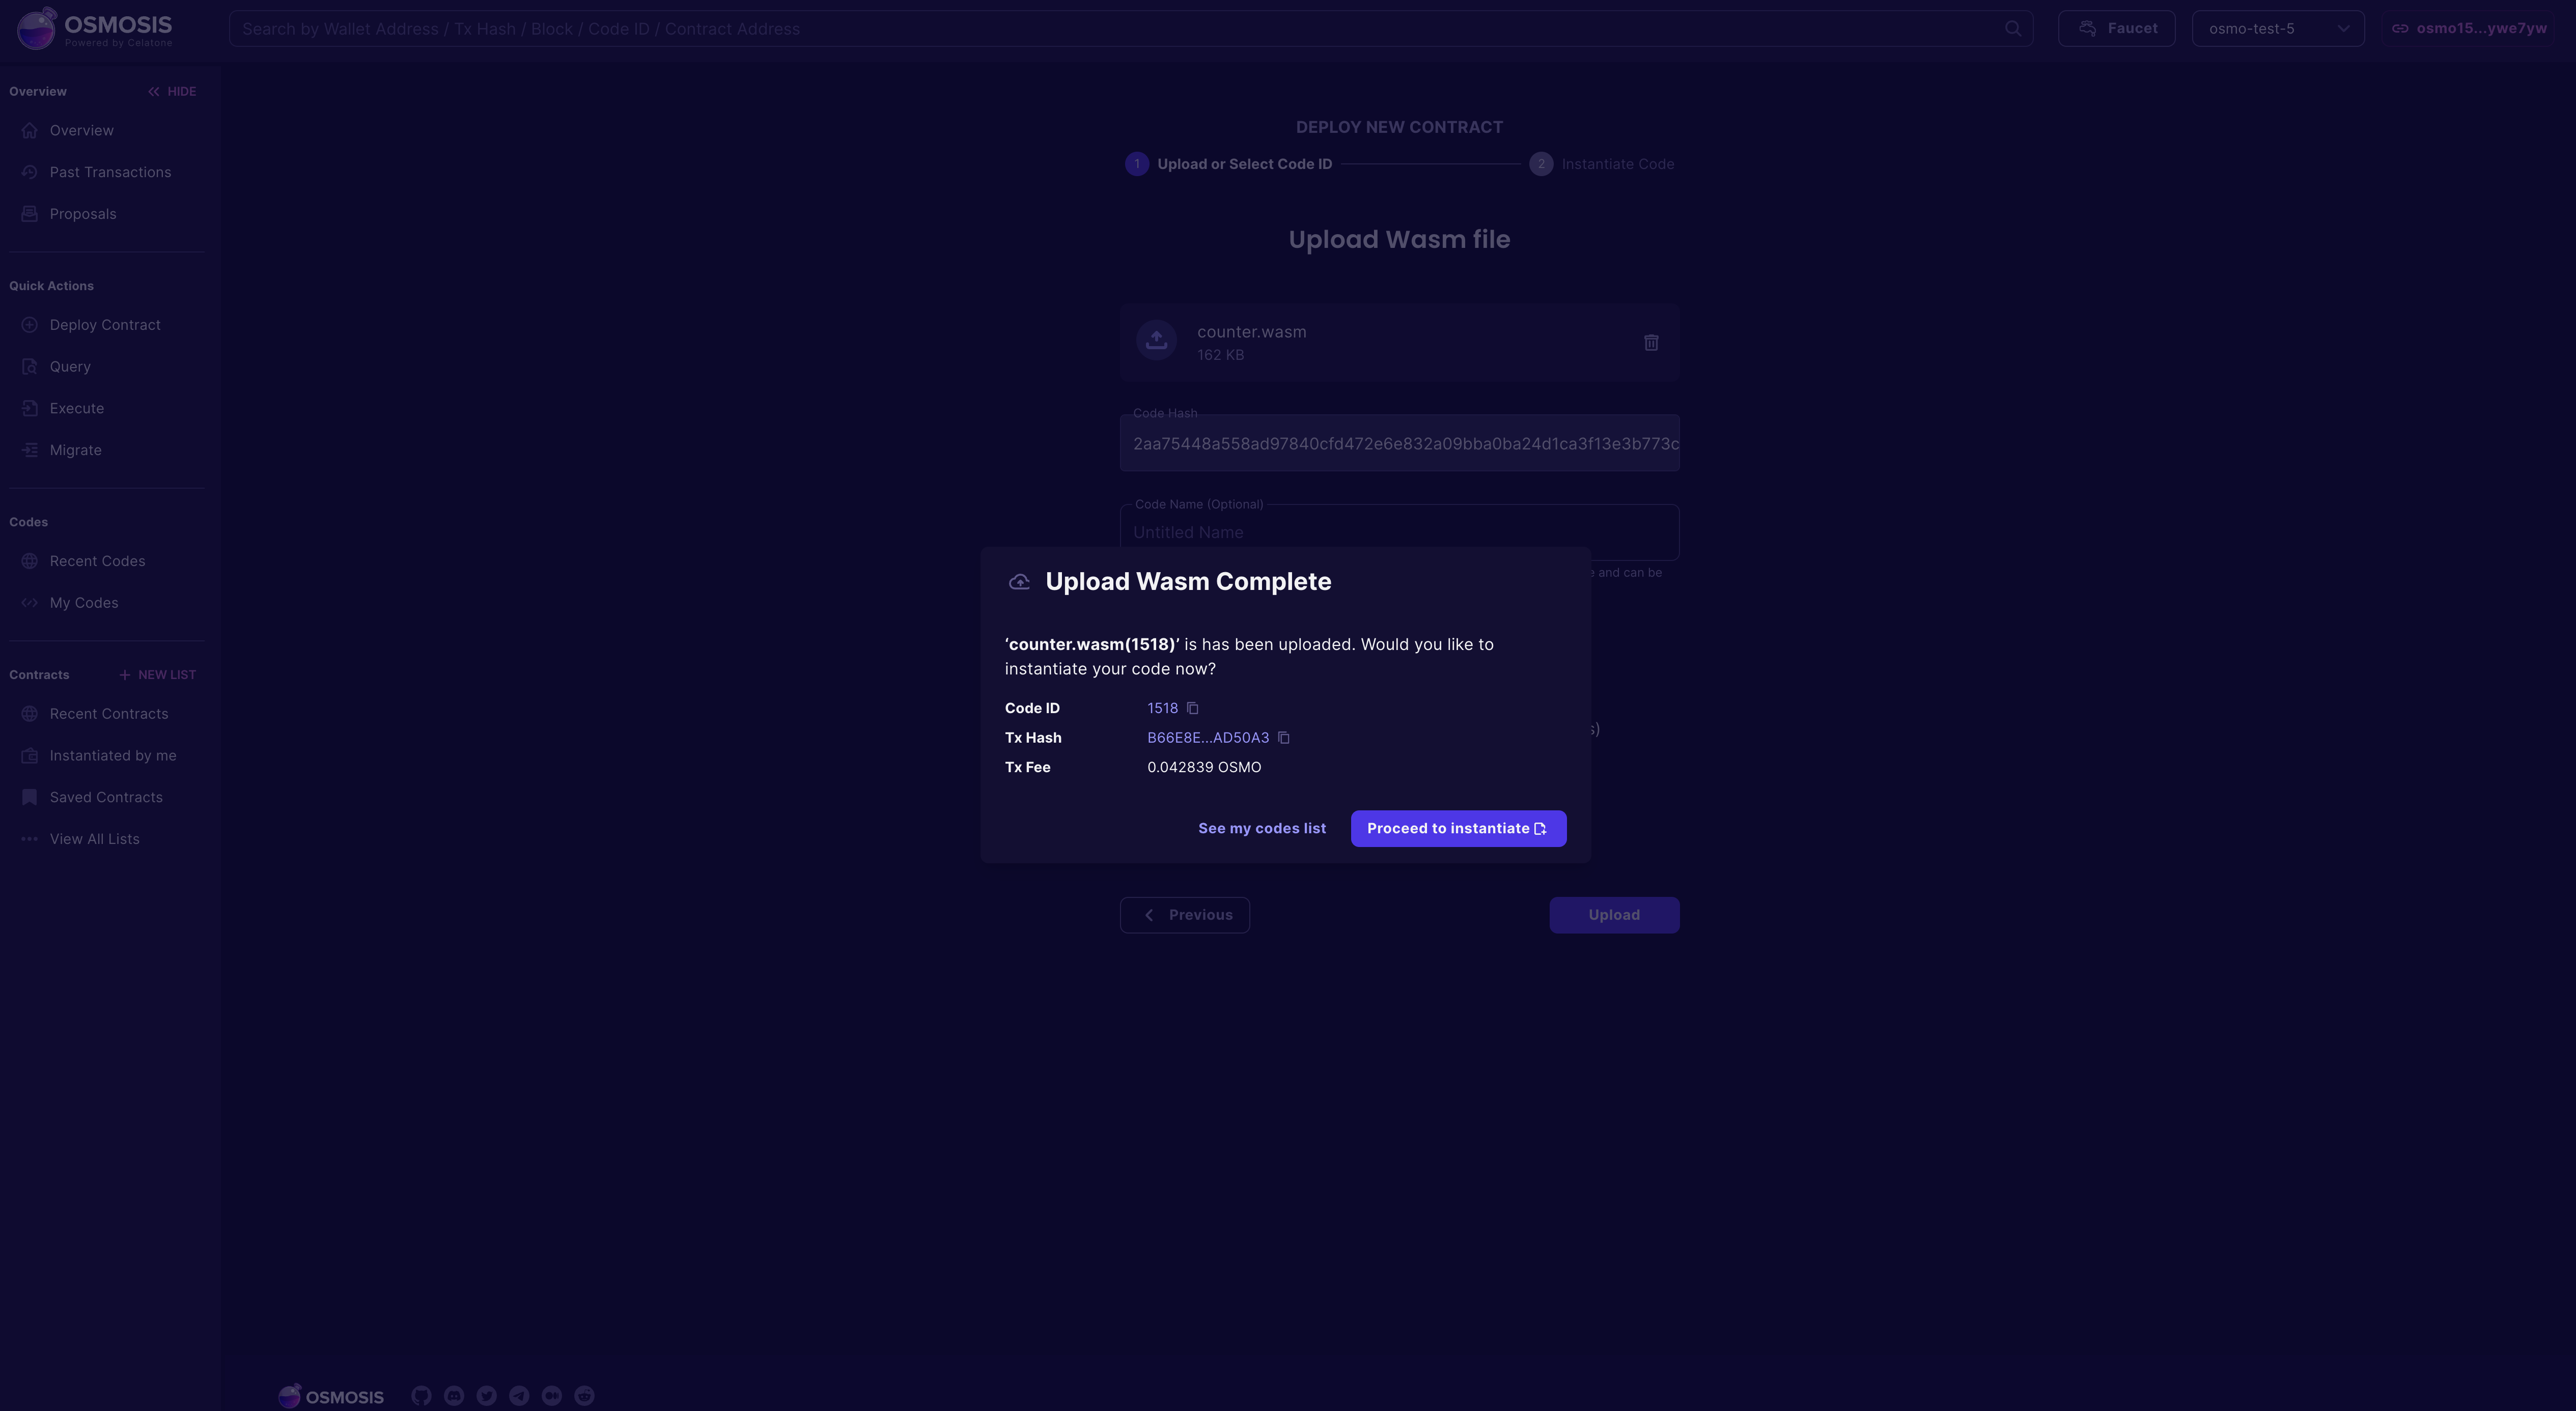 OSMOSIS
Powered by Celatone
Search by Wallet Address / Tx Hash / Block / Code ID / Contract Address
Faucet
osmo-test-5
osmo15...ywe7yw
Overview
HIDE
Overview
Past Transactions
Proposals
Quick Actions
Deploy Contract
Query
Execute
Migrate
Codes
Recent Codes
My Codes
Contracts
NEW LIST
Recent Contracts
Instantiated by me
Saved Contracts
View All Lists
DEPLOY NEW CONTRACT
1 Upload or Select Code ID
2 Instantiate Code
Upload Wasm file
counter.wasm
162 KB
Code Hash
2aa75448a558ad97840cfd472e6e832a09bba0ba24d1ca3f13e3b773c
Code Name (Optional)
Untitled Name
and can be
Upload Wasm Complete
‘counter.wasm(1518)’ is has been uploaded. Would you like to
instantiate your code now?
Code ID 1518
Tx Hash B66E8E...AD50A3
Tx Fee 0.042839 OSMO
See my codes list
Proceed to instantiate
Previous
Upload
OSMOSIS